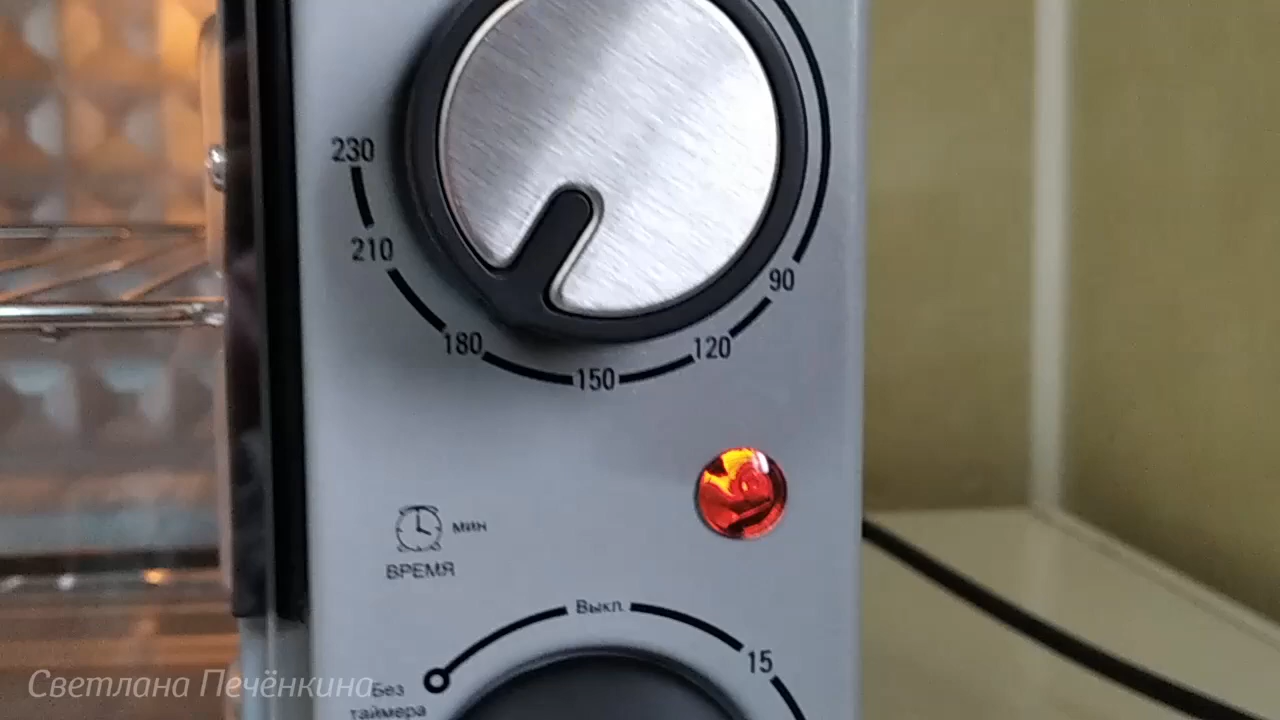 230
210
180
150
120
90
мин
ВРЕМЯ
Выкл.
15
Без
таймера
Светлана Печёнкина